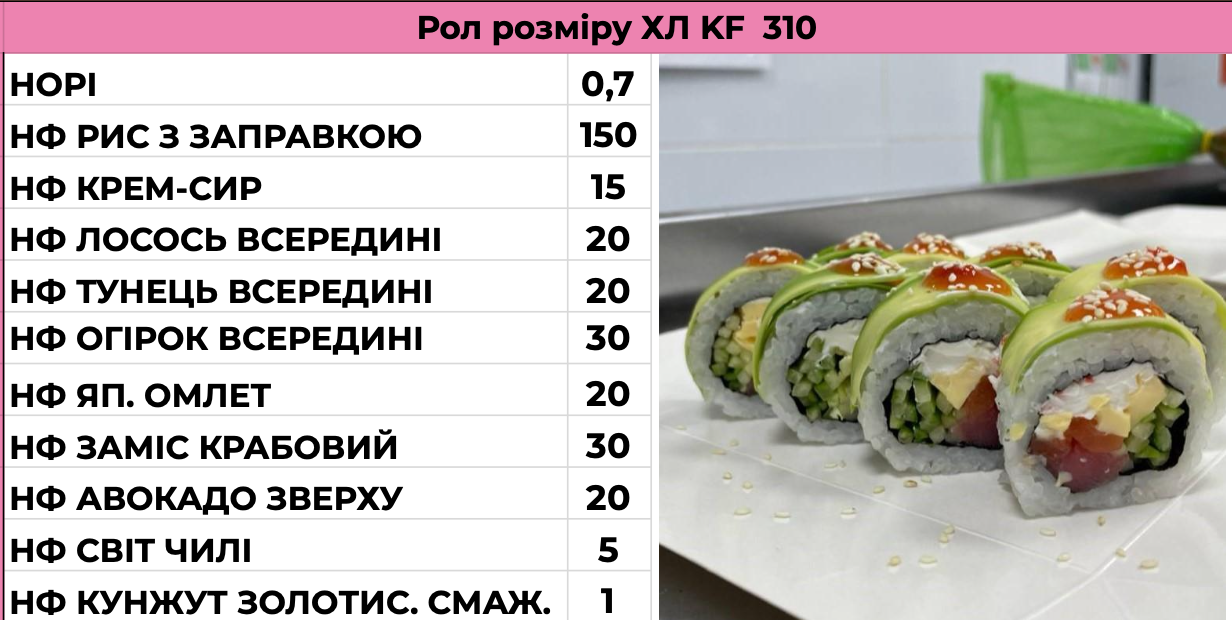 Рол розміру ХЛ KF 310
НОРІ 0,7
НФ РИС З ЗАПРАВКОЮ 150
НФ КРЕМ-СИР 15
НФ ЛОСОСЬ ВСЕРЕДИНІ 20
НФ ТУНЕЦЬ ВСЕРЕДИНІ 20
НФ ОГІРОК ВСЕРЕДИНІ 30
НФ ЯП. ОМЛЕТ 20
НФ ЗАМІС КРАБОВИЙ 30
НФ АВОКАДО ЗВЕРХУ 20
НФ СВІТ ЧИЛІ 5
НФ КУНЖУТ ЗОЛОТИС. СМАЖ. 1